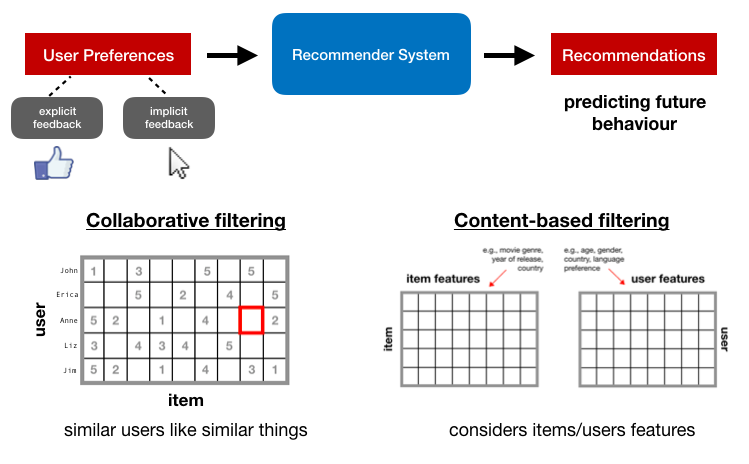 User Preferences
Recommender System
Recommendations
explicit
feedback
implicit
feedback
predicting future
behaviour
Collaborative filtering
Content-based filtering
e.g., movie genre,
year of release,
country
e.g., age, gender,
country, language
preference
item features
user features
John 1 3 5 5
Erica 5 2 4 5
Anne 5 2 1 4 2
Liz 3 4 3 4 5
Jim 5 2 1 4 3 1
user
item
item
user
similar users like similar things
considers items/users features